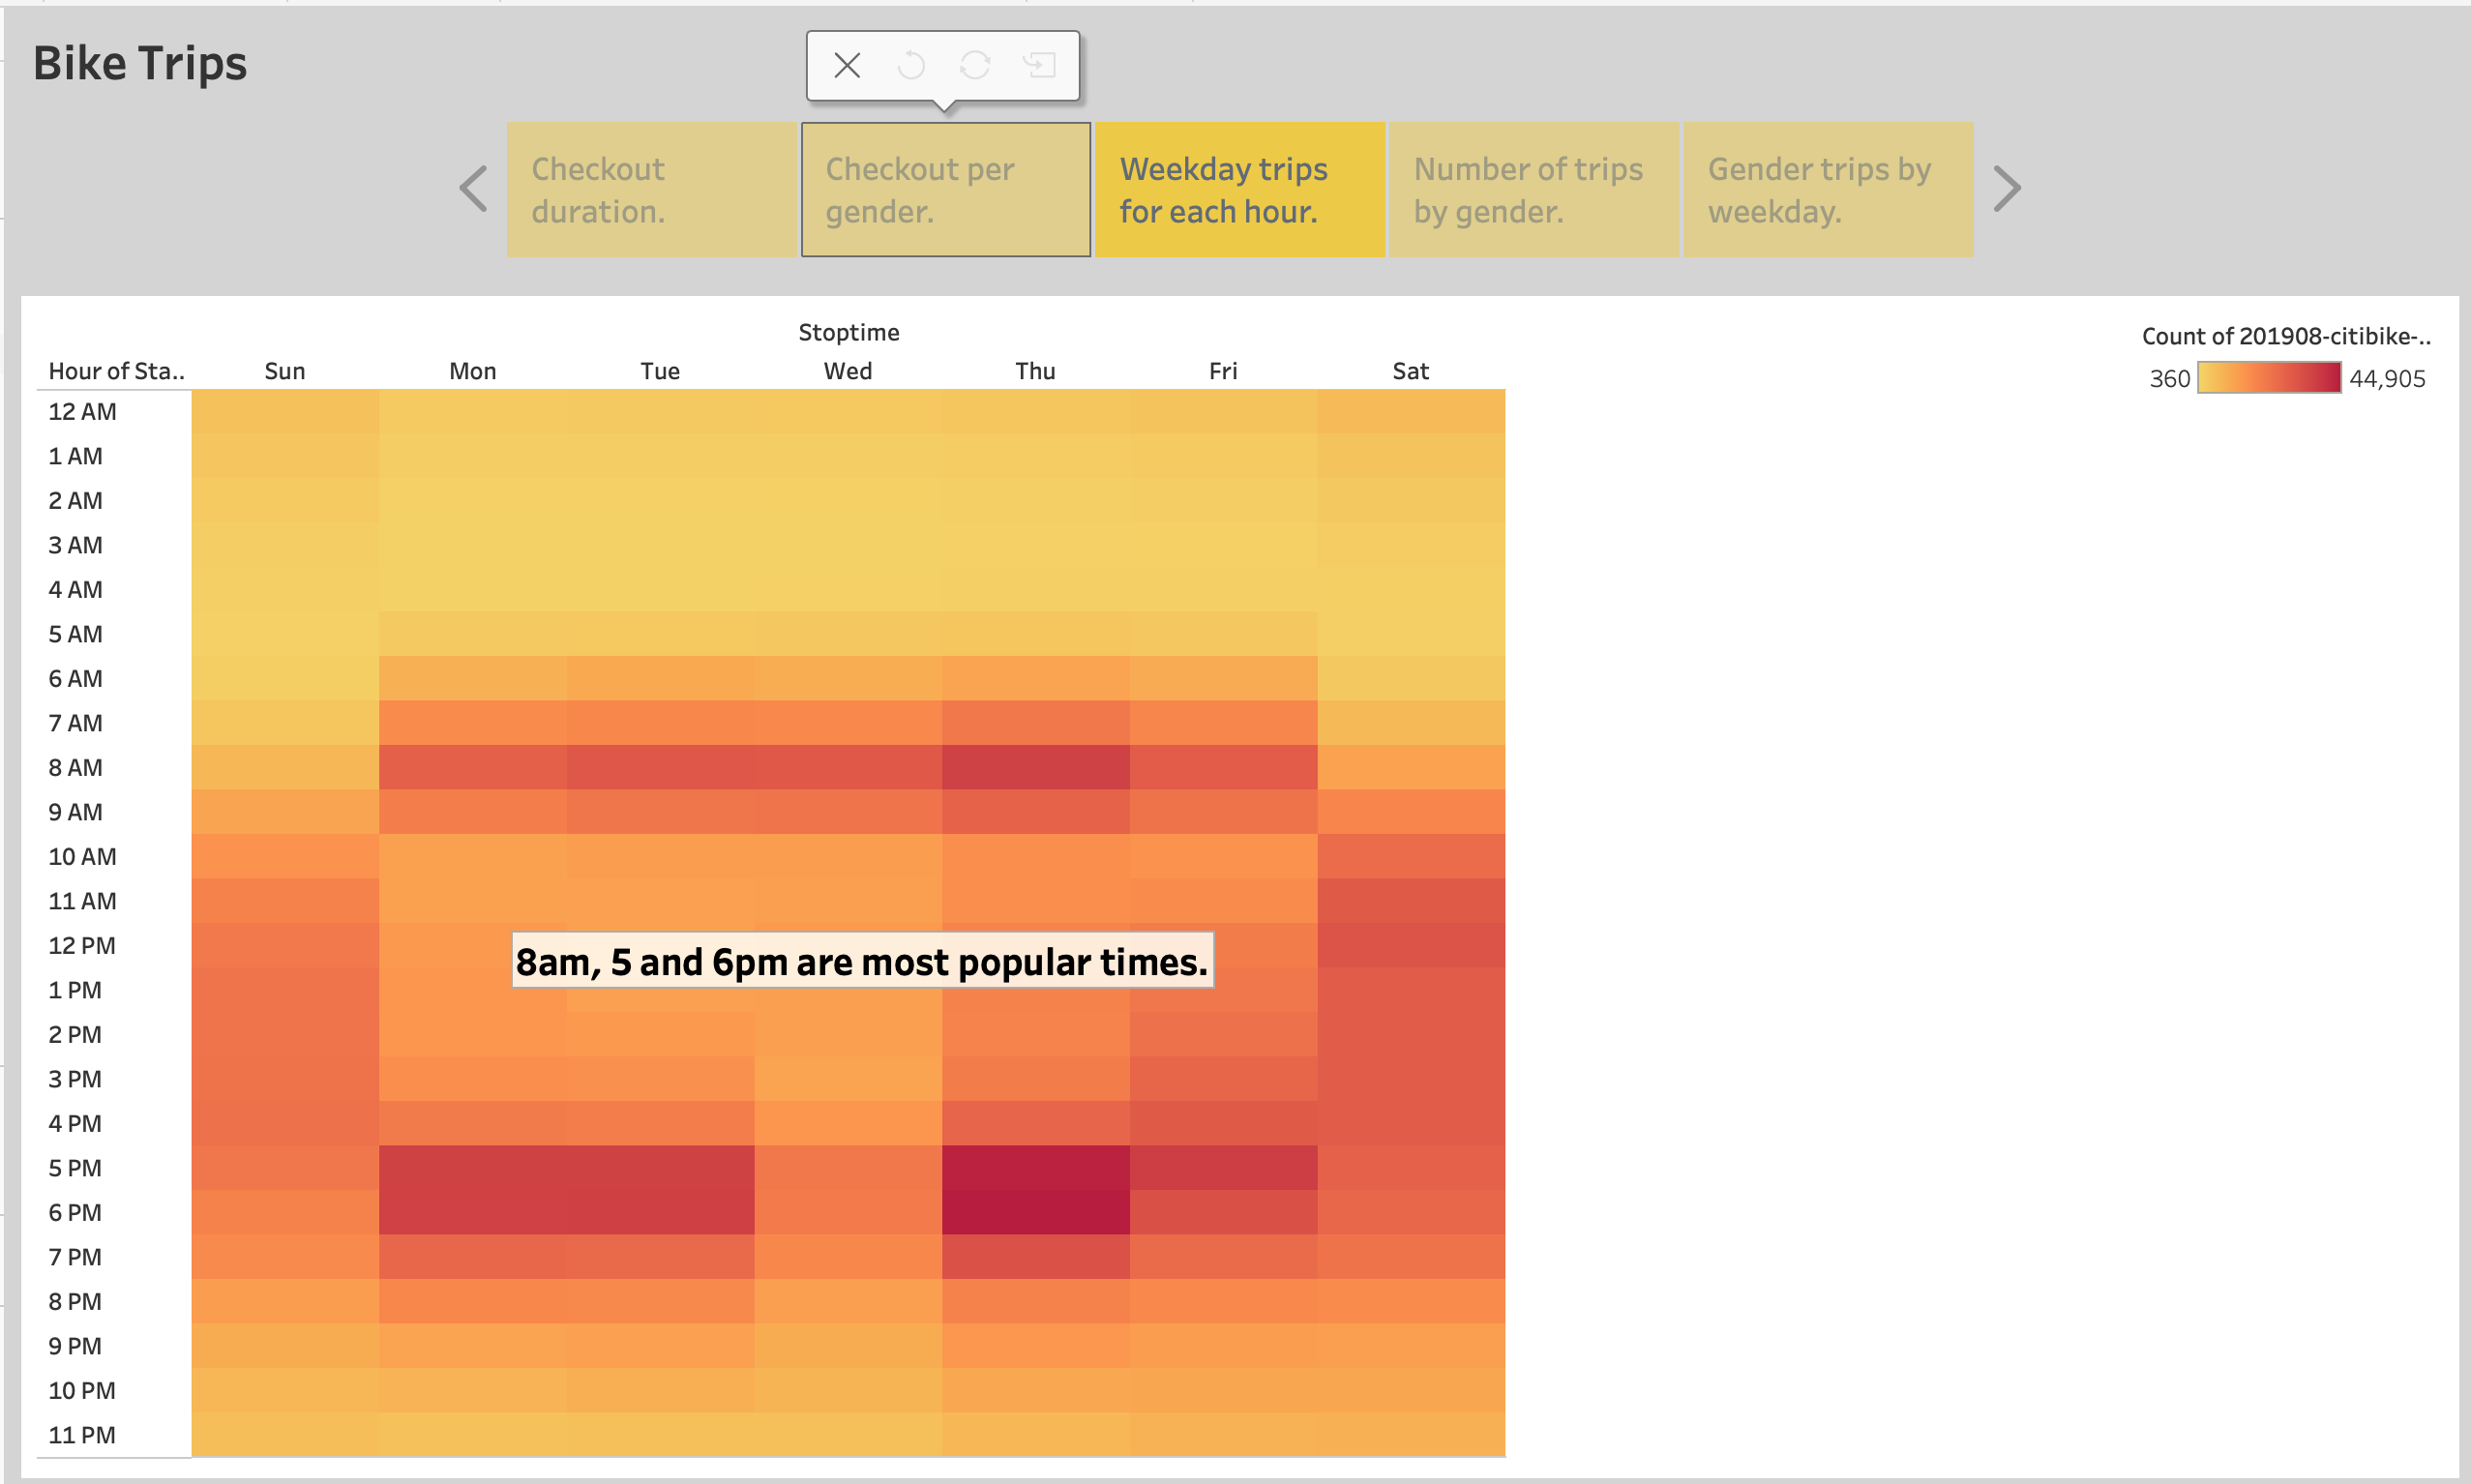 Bike Trips
Checkout
duration.
Checkout per
gender.
Weekday trips
for each hour.
Number of trips
by gender.
Gender trips by
weekday.
Stoptime
Hour of Sta.. Sun Mon Tue Wed Thu Fri Sat
Count of 201908-citibike-..
360 44,905
12 AM
1 AM
2 AM
3 AM
4 AM
5 AM
6 AM
7 AM
8 AM
9 AM
10 AM
11 AM
12 PM
8am, 5 and 6pm are most popular times.
1 PM
2 PM
3 PM
4 PM
5 PM
6 PM
7 PM
8 PM
9 PM
10 PM
11 PM